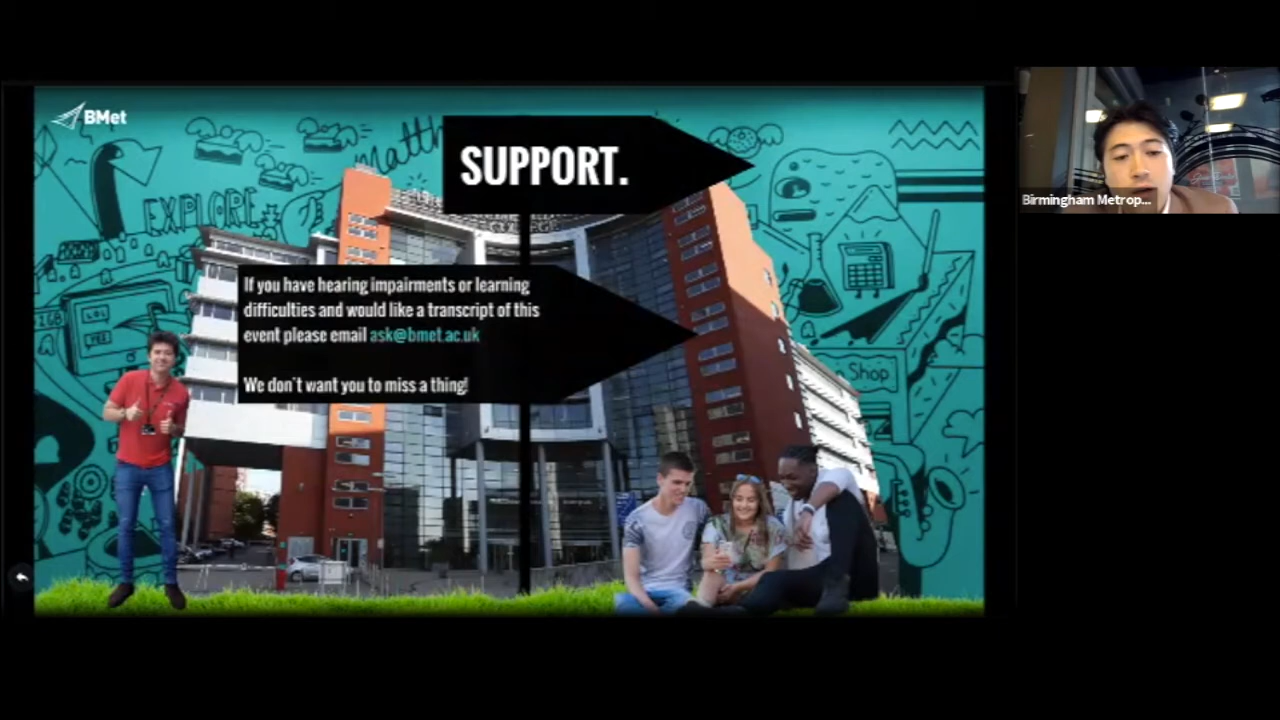 BMet
Matth
SUPPORT.
EXPLORE
If you have hearing impairments or learning
difficulties and would like a transcript of this
event please email ask@bmet.ac.uk
We don't want you to miss a thing!
Shop
Birmingham Metrop...